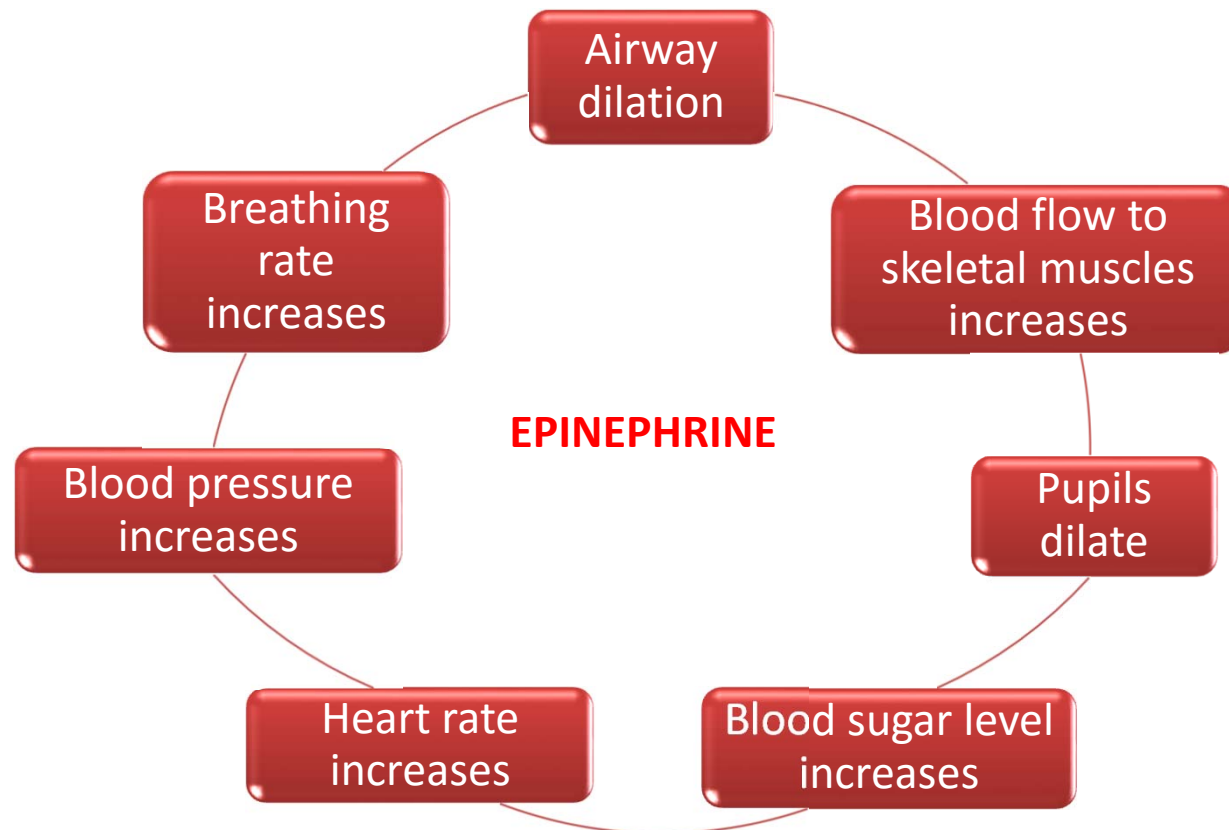 Airway
dilation
Blood flow to
skeletal muscles
increases
Pupils
dilate
Blood sugar level
increases
Heart rate
increases
Blood pressure
increases
Breathing
rate
increases
EPINEPHRINE